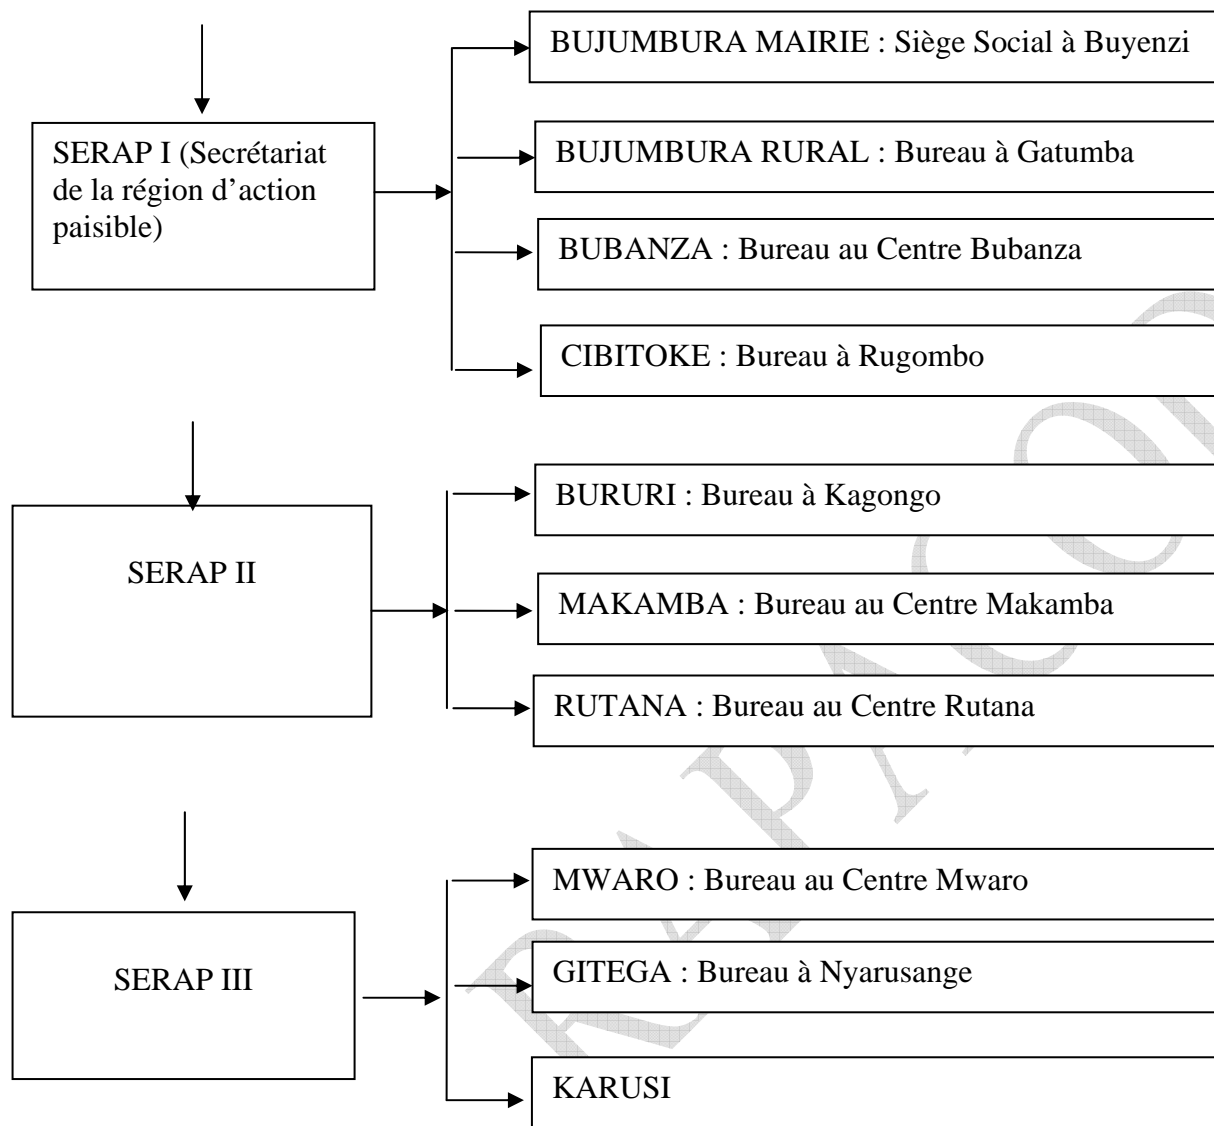 SERAP I (Secrétariat
de la région d’action
paisible)
BUJUMBURA MAIRIE : Siège Social à Buyenzi
BUJUMBURA RURAL : Bureau à Gatumba
BUBANZA : Bureau au Centre Bubanza
CIBITOKE : Bureau à Rugombo
SERAP II
BURURI : Bureau à Kagongo
MAKAMBA : Bureau au Centre Makamba
RUTANA : Bureau au Centre Rutana
SERAP III
MWARO : Bureau au Centre Mwaro
GITEGA : Bureau à Nyarusange
KARUSI